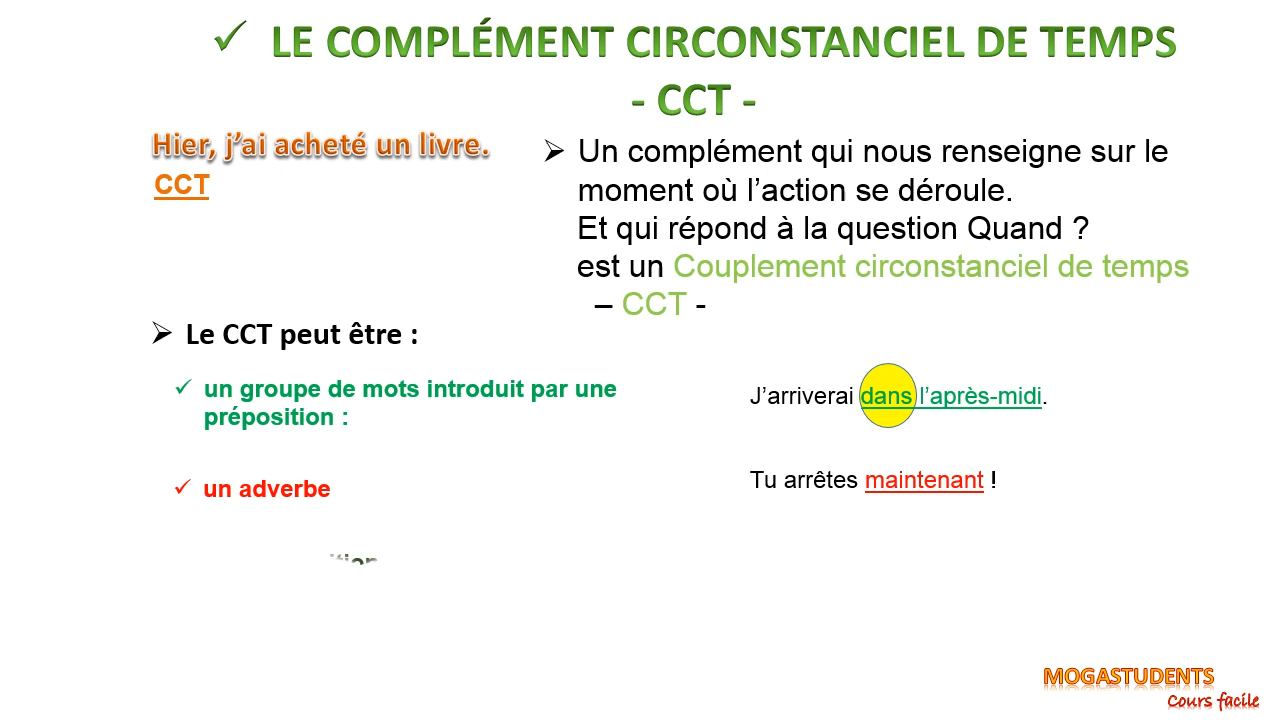 ✓ LE COMPLÉMENT CIRCONSTANCIEL DE TEMPS
- CCT -
Hier, j’ai acheté un livre.
CCT
➢ Un complément qui nous renseigne sur le
moment où l’action se déroule.
Et qui répond à la question Quand ?
est un Couplement circonstanciel de temps
– CCT -
➢ Le CCT peut être :
✓ un groupe de mots introduit par une
préposition :
J’arriverai dans l’après-midi.
✓ un adverbe
Tu arrêtes maintenant !
MOGASTUDENTS
Cours facile